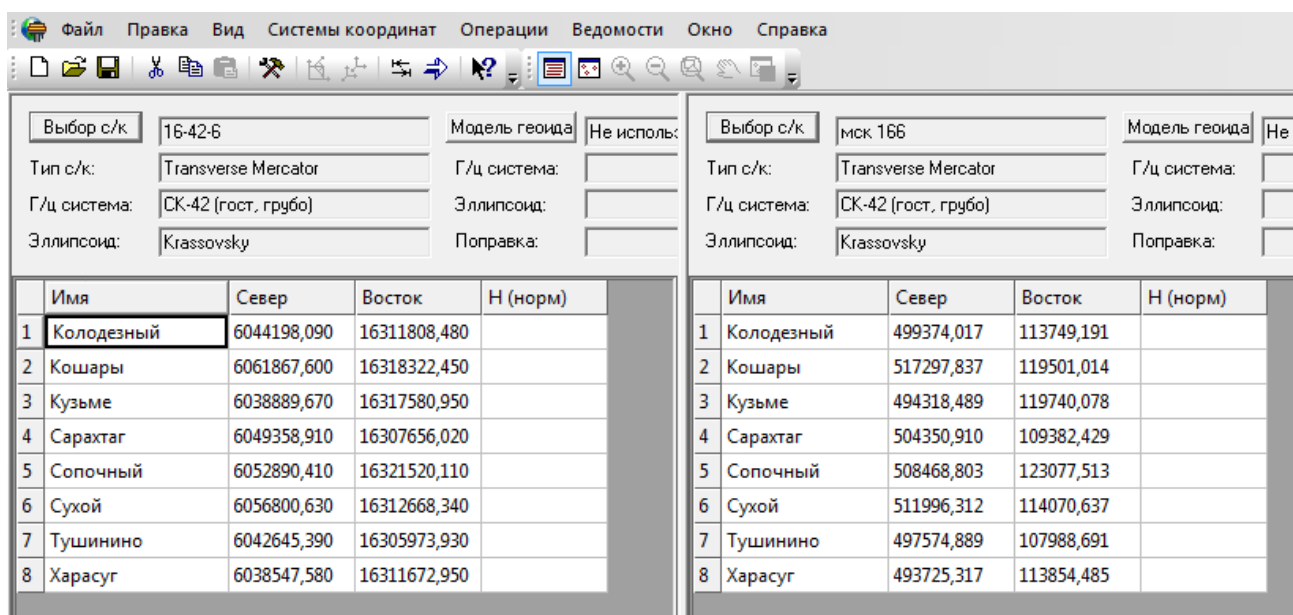 Файл Правка Вид Системы координат Операции Ведомости Окно Справка
Выбор с/к 16-42-6 Модель геоида Не исполь
Тип с/к: Transverse Mercator Г/ц система:
Г/ц система: СК-42 (гост, грубо) Эллипсоид:
Эллипсоид: Krassovsky Поправка:
Имя Север Восток Н (норм)
1 Колодезный 6044198,090 16311808,480
2 Кошары 6061867,600 16318322,450
3 Кузьме 6038889,670 16317580,950
4 Сарахтаг 6049358,910 16307656,020
5 Сопочный 6052890,410 16321520,110
6 Сухой 6056800,630 16312668,340
7 Тушинино 6042645,390 16305973,930
8 Харасуг 6038547,580 16311672,950
Выбор с/к мск 166 Модель геоида Не
Тип с/к: Transverse Mercator Г/ц система:
Г/ц система: СК-42 (гост, грубо) Эллипсоид:
Эллипсоид: Krassovsky Поправка:
Имя Север Восток Н (норм)
1 Колодезный 499374,017 113749,191
2 Кошары 517297,837 119501,014
3 Кузьме 494318,489 119740,078
4 Сарахтаг 504350,910 109382,429
5 Сопочный 508468,803 123077,513
6 Сухой 511996,312 114070,637
7 Тушинино 497574,889 107988,691
8 Харасуг 493725,317 113854,485